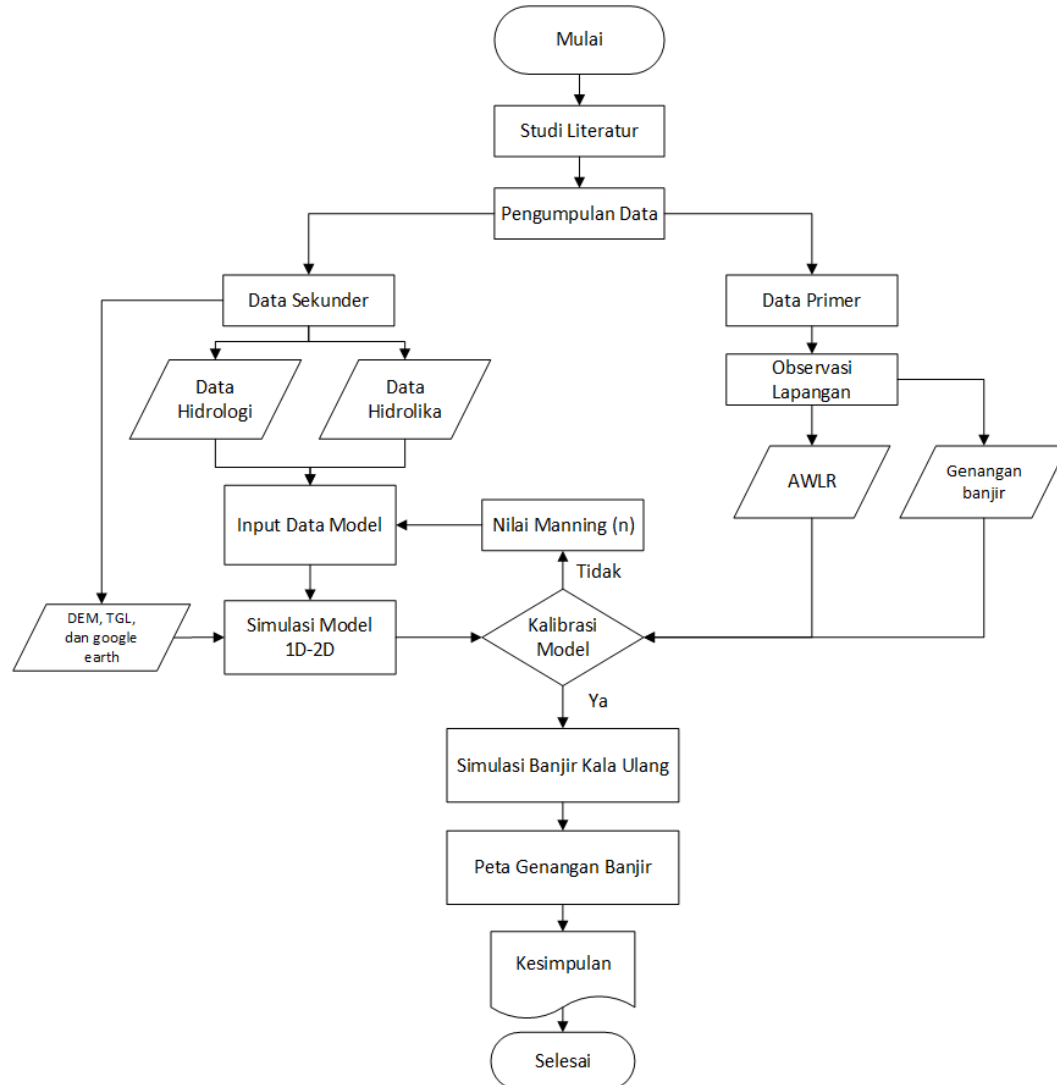 Mulai
Studi Literatur
Pengumpulan Data
Data Sekunder
Data Primer
Data
Hidrologi
Data
Hidrolika
Observasi
Lapangan
AWLR
Genangan
banjir
Input Data Model
Nilai Manning (n)
Tidak
DEM, TGL,
dan google
earth
Simulasi Model
1D-2D
Kalibrasi
Model
Ya
Simulasi Banjir Kala Ulang
Peta Genangan Banjir
Kesimpulan
Selesai